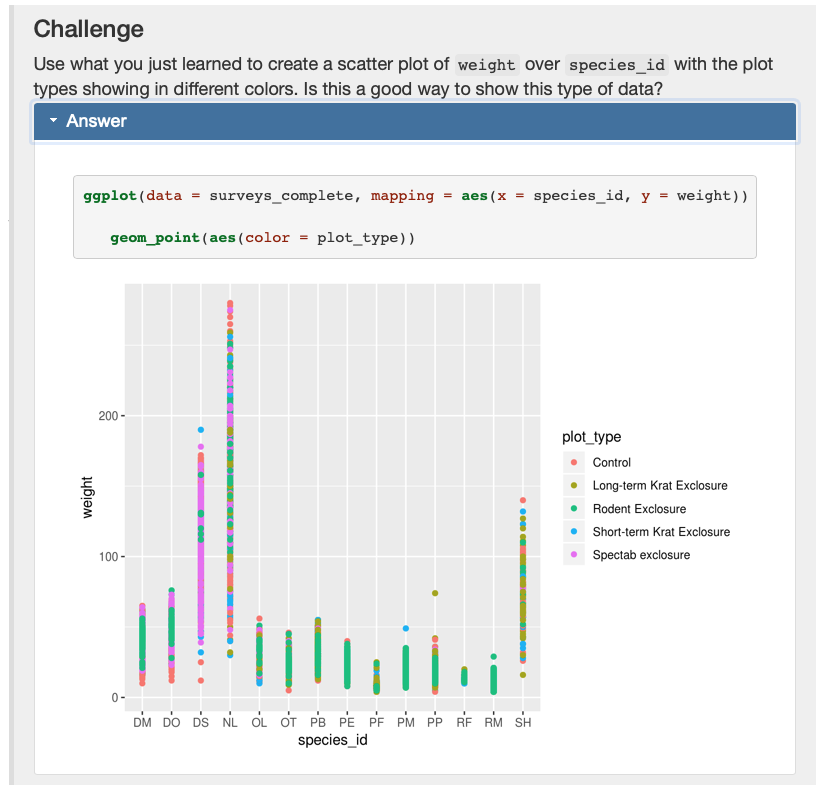 Challenge
Use what you just learned to create a scatter plot of weight over species_id with the plot
types showing in different colors. Is this a good way to show this type of data?
Answer
ggplot(data = surveys_complete, mapping = aes(x = species_id, y = weight))
geom_point(aes(color = plot_type))
200
100
0
weight
DM DO DS NL OL OT PB PE PF PM PP RF RM SH
species_id
plot_type
Control
Long-term Krat Exclosure
Rodent Exclosure
Short-term Krat Exclosure
Spectab exclosure